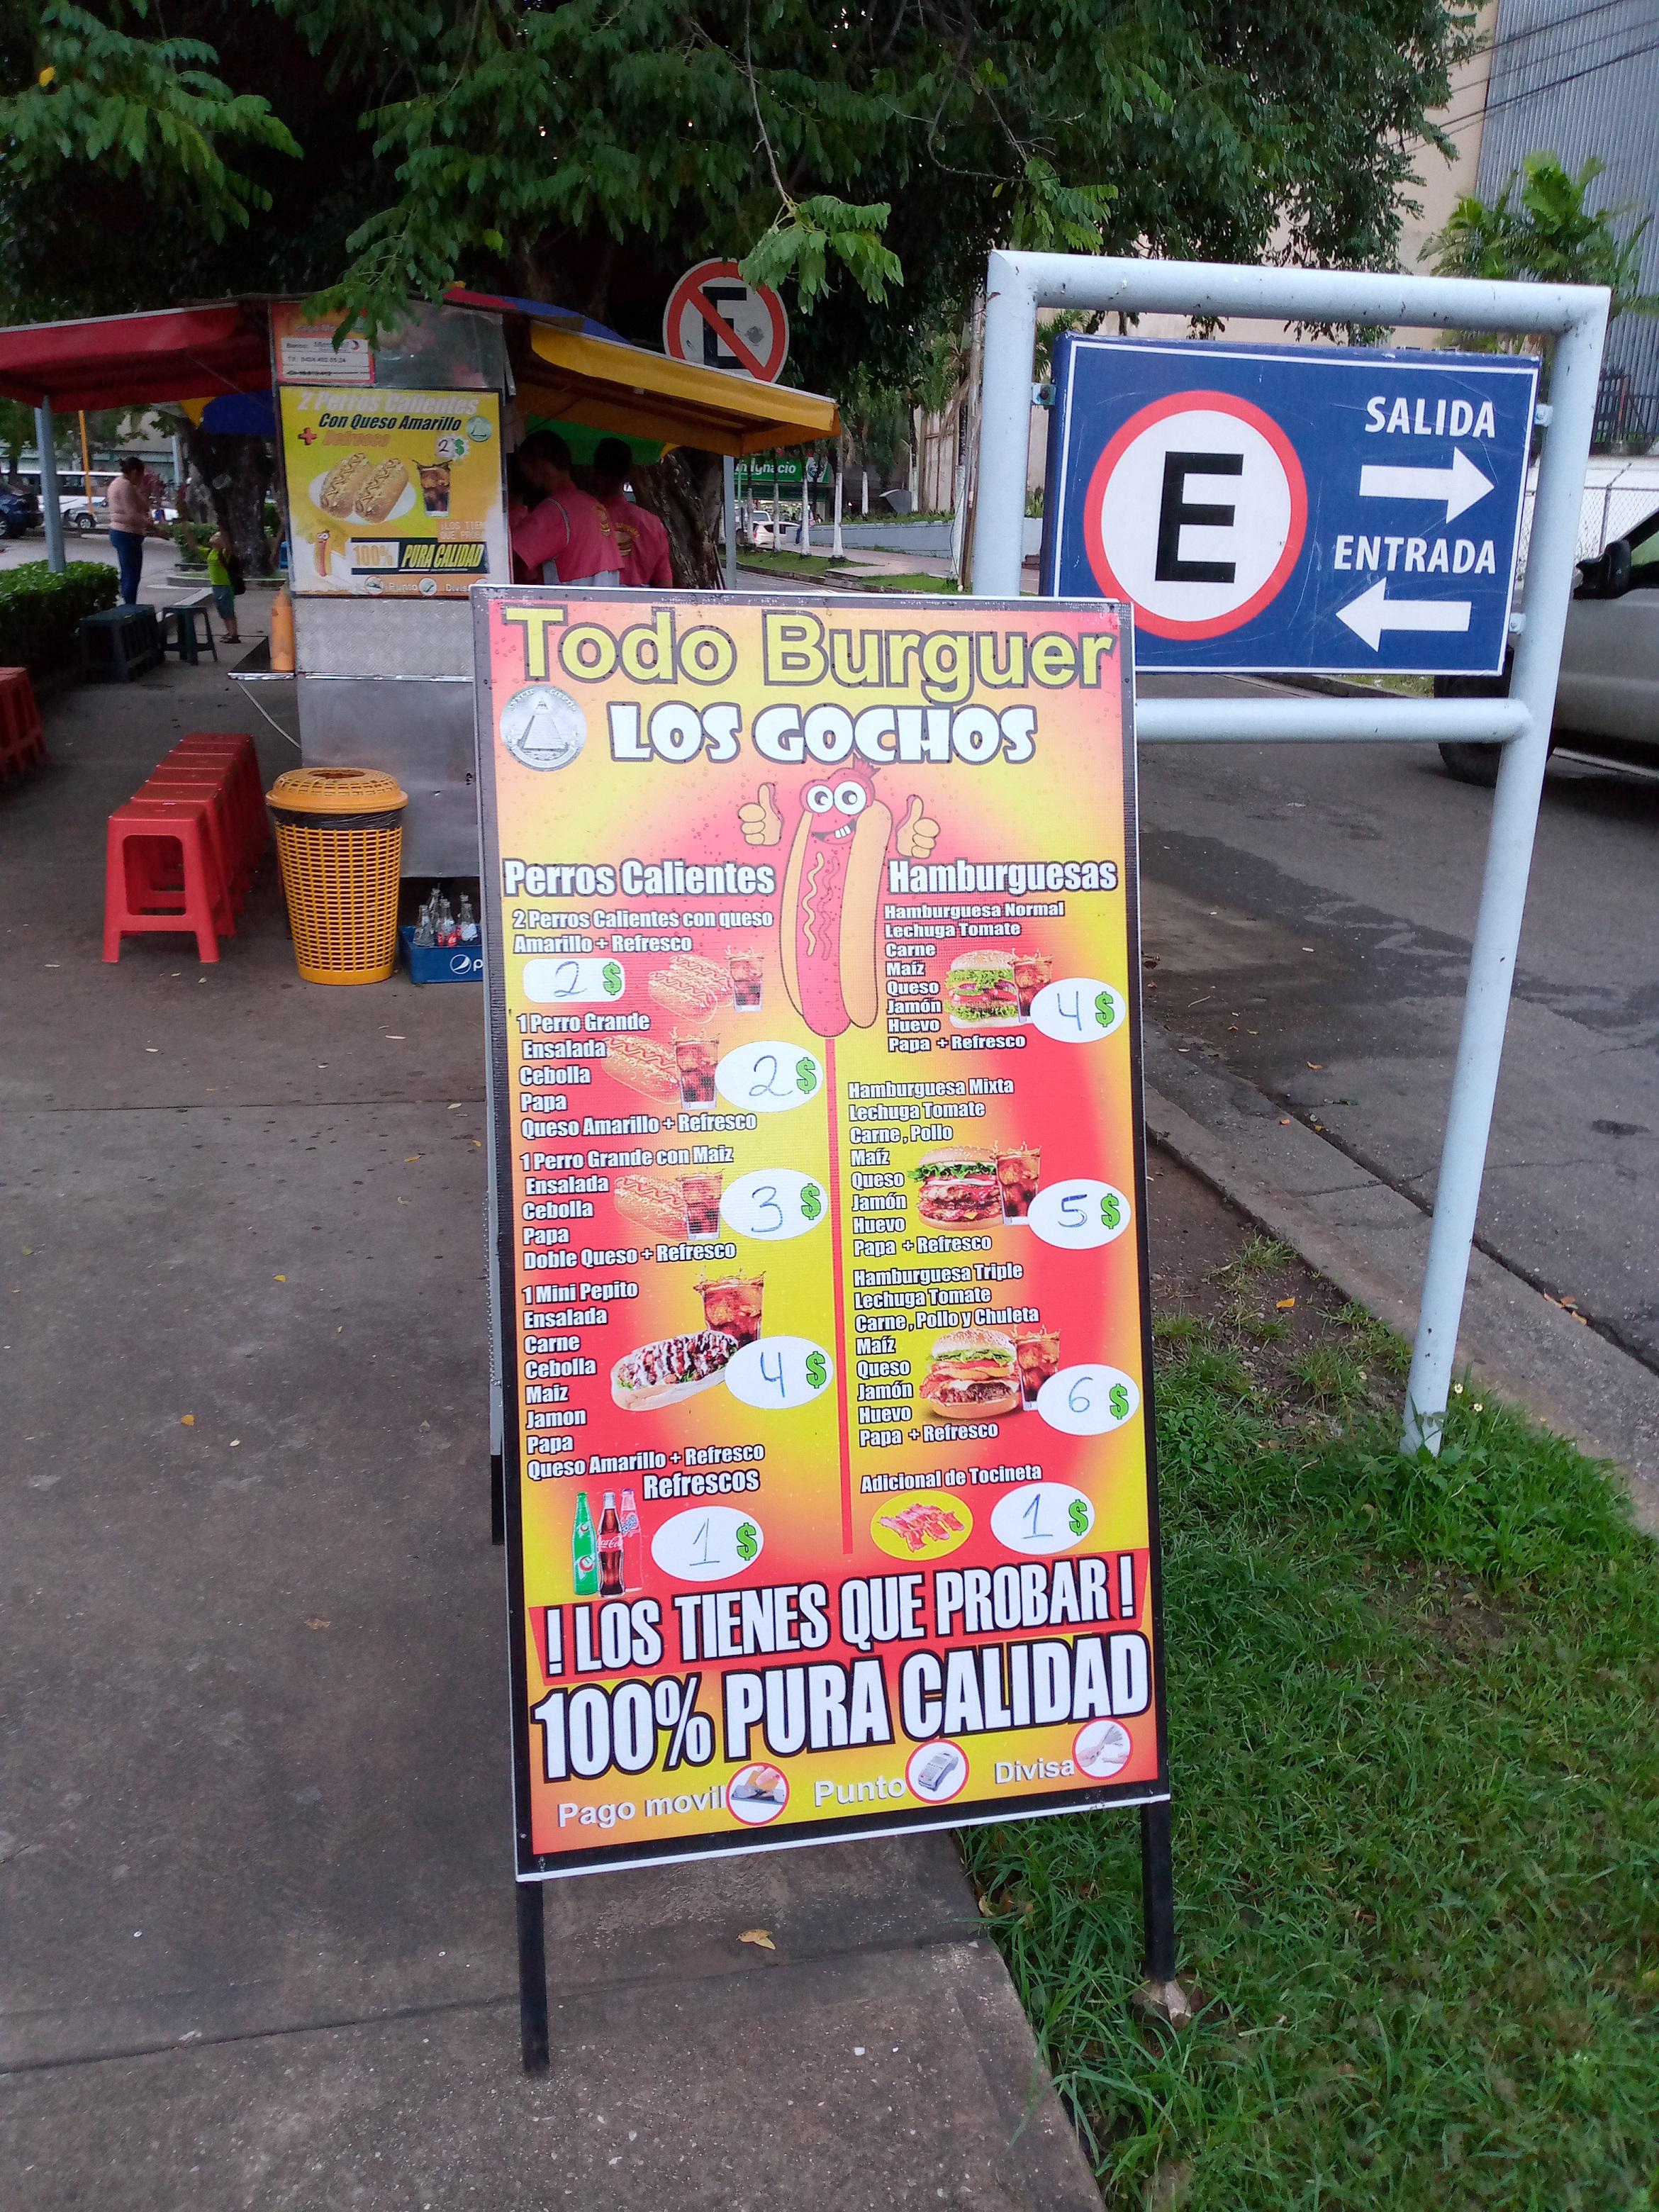 2 Perros Calientes
Con Queso Amarillo
+ Refresco
2 $
100% PURA CALIDAD
Punto
E
SALIDA
E
ENTRADA
Todo Burguer
LOS GOCHOS
Perros Calientes
2 Perros Calientes con queso
Amarillo + Refresco
2 $
1 Perro Grande
Ensalada
Cebolla
Papa
Queso Amarillo + Refresco
2 $
1 Perro Grande con Maiz
Ensalada
Cebolla
Papa
Doble Queso + Refresco
3 $
1 Mini Pepito
Ensalada
Carne
Cebolla
Maiz
Jamon
Papa
Queso Amarillo + Refresco
4 $
Refrescos
1 $
Hamburguesas
Hamburguesa Normal
Lechuga Tomate
Carne
Maíz
Queso
Jamón
Huevo
Papa + Refresco
4 $
Hamburguesa Mixta
Lechuga Tomate
Carne , Pollo
Maíz
Queso
Jamón
Huevo
Papa + Refresco
5 $
Hamburguesa Triple
Lechuga Tomate
Carne , Pollo y Chuleta
Maíz
Queso
Jamón
Huevo
Papa + Refresco
6 $
Adicional de Tocineta
1 $
! LOS TIENES QUE PROBAR !
100% PURA CALIDAD
Pago movil Punto Divisa